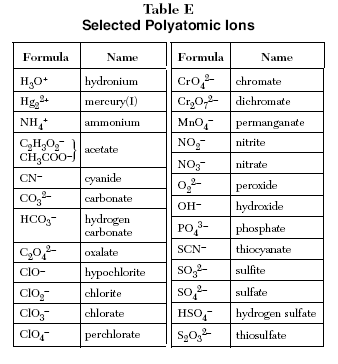 Table E
Selected Polyatomic Ions
Formula Name Formula Name
H₃O⁺ hydronium CrO₄²⁻ chromate
Hg₂²⁺ mercury(I) Cr₂O₇²⁻ dichromate
NH₄⁺ ammonium MnO₄⁻ permanganate
C₂H₃O₂⁻ } acetate NO₂⁻ nitrite
CH₃COO⁻ NO₃⁻ nitrate
CN⁻ cyanide O₂²⁻ peroxide
CO₃²⁻ carbonate OH⁻ hydroxide
HCO₃⁻ hydrogen carbonate PO₄³⁻ phosphate
C₂O₄²⁻ oxalate SCN⁻ thiocyanate
ClO⁻ hypochlorite SO₃²⁻ sulfite
ClO₂⁻ chlorite SO₄²⁻ sulfate
ClO₃⁻ chlorate HSO₄⁻ hydrogen sulfate
ClO₄⁻ perchlorate S₂O₃²⁻ thiosulfate